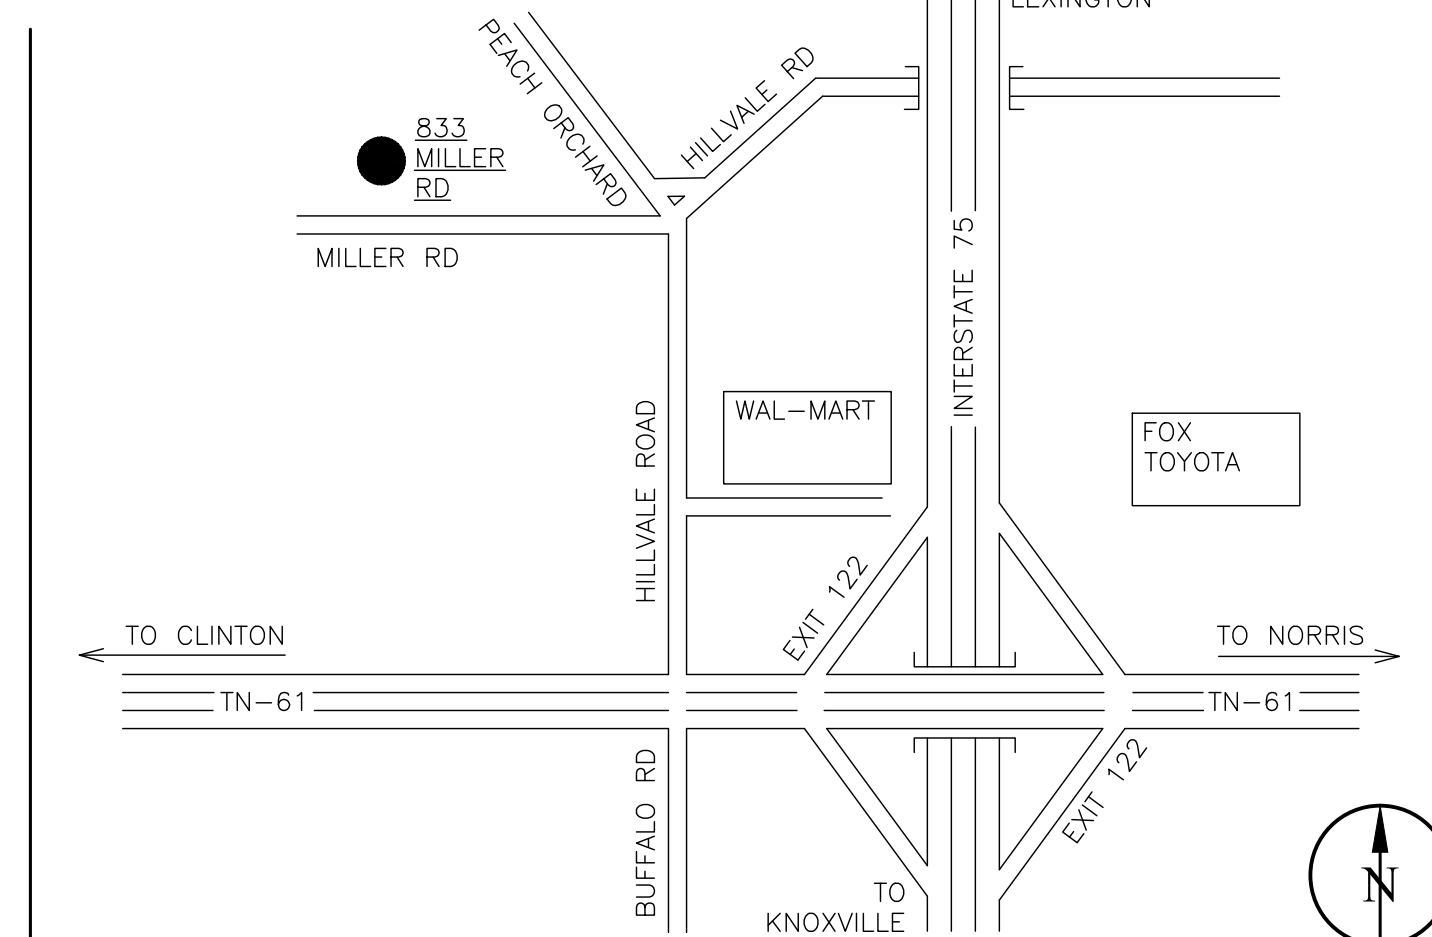 LEXINGTON
PEACH ORCHARD
HILLVALE RD
833
MILLER
RD
MILLER RD
INTERSTATE 75
HILLVALE ROAD
WAL-MART
FOX
TOYOTA
EXIT 122
TO CLINTON
TO NORRIS
TN-61
TN-61
BUFFALO RD
EXIT 122
TO
KNOXVILLE
N